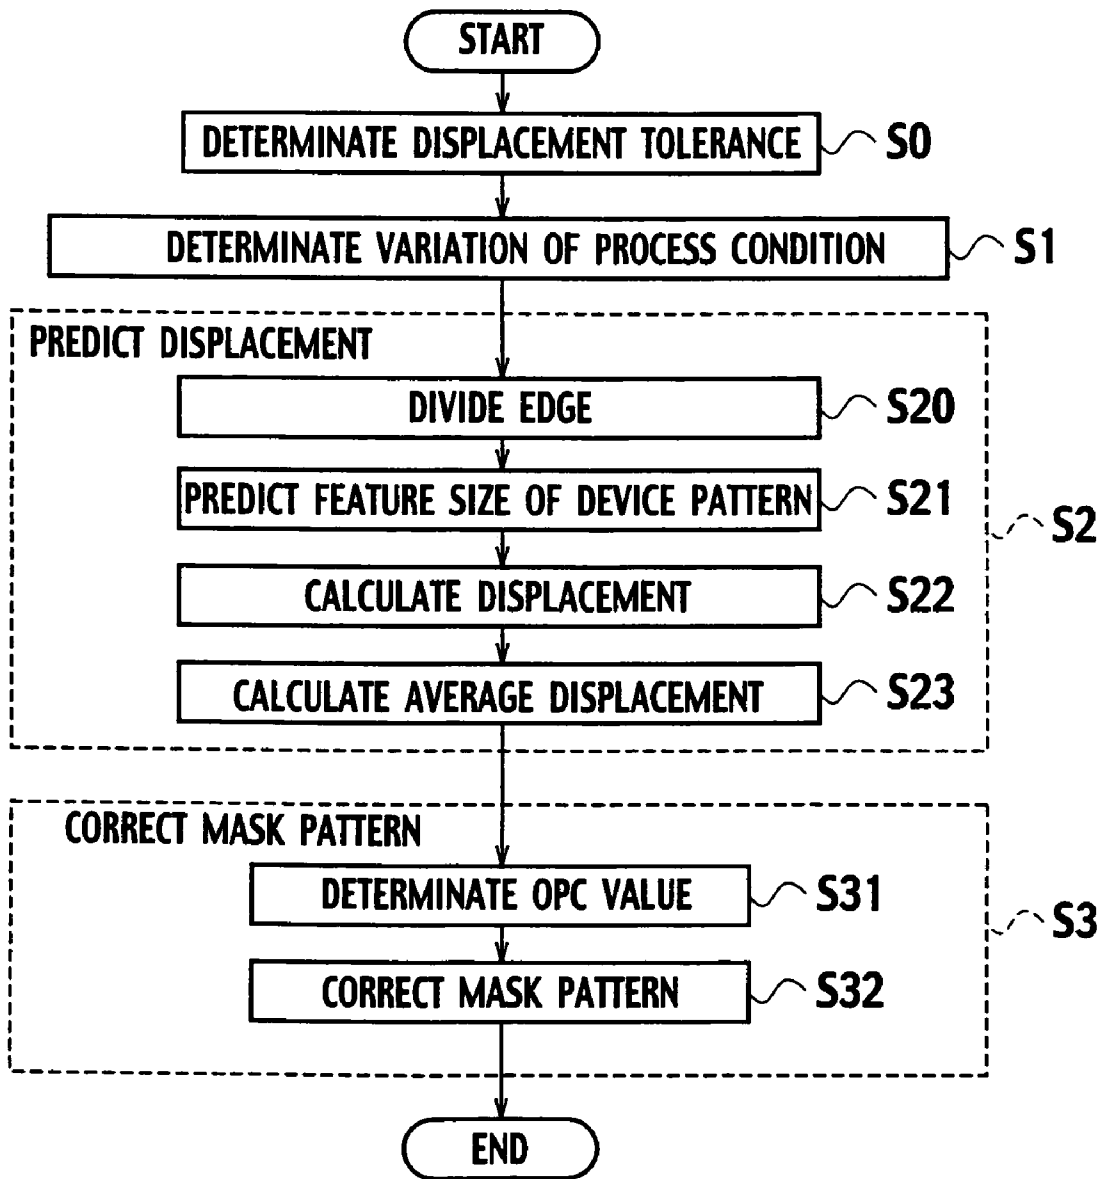 START
DETERMINATE DISPLACEMENT TOLERANCE S0
DETERMINATE VARIATION OF PROCESS CONDITION S1
PREDICT DISPLACEMENT
DIVIDE EDGE S20
PREDICT FEATURE SIZE OF DEVICE PATTERN S21
S2
CALCULATE DISPLACEMENT S22
CALCULATE AVERAGE DISPLACEMENT S23
CORRECT MASK PATTERN
DETERMINATE OPC VALUE S31
S3
CORRECT MASK PATTERN S32
END